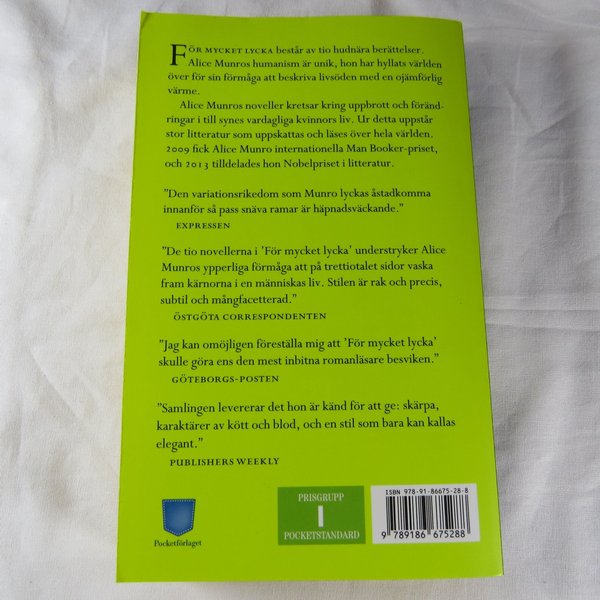 FÖR MYCKET LYCKA består av tio hudnära berättelser.
Alice Munros humanism är unik, hon har hyllats världen
över för sin förmåga att beskriva livsöden med en ojämförlig
värme.
Alice Munros noveller kretsar kring uppbrott och föränd-
ringar i till synes vardagliga kvinnors liv. Ur detta uppstår
stor litteratur som uppskattas och läses över hela världen.
2009 fick Alice Munro internationella Man Booker-priset,
och 2013 tilldelades hon Nobelpriset i litteratur.
”Den variationsrikedom som Munro lyckas åstadkomma
innanför så pass snäva ramar är häpnadsväckande.”
EXPRESSEN
”De tio novellerna i ’För mycket lycka’ understryker Alice
Munros ypperliga förmåga att på trettiotalet sidor vaska
fram kärnorna i en människas liv. Stilen är rak och precis,
subtil och mångfacetterad.”
ÖSTGÖTA CORRESPONDENTEN
”Jag kan omöjligen föreställa mig att ’För mycket lycka’
skulle göra ens den mest inbitna romanläsare besviken.”
GÖTEBORGS-POSTEN
”Samlingen levererar det hon är känd för att ge: skärpa,
karaktärer av kött och blod, och en stil som bara kan kallas
elegant.”
PUBLISHERS WEEKLY
Pocketförlaget
PRISGRUPP
I
POCKETSTANDARD
ISBN 978-91-86675-28-8
9 789186 675288